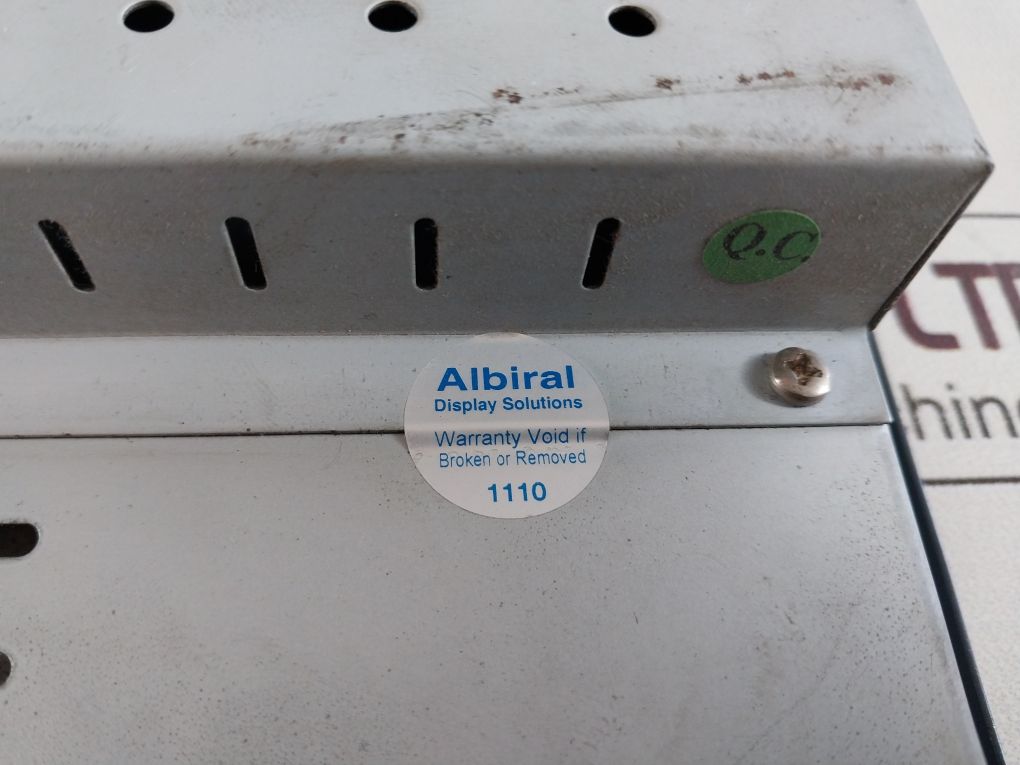 Q.C.
Albiral
Display Solutions
Warranty Void if
Broken or Removed
1110